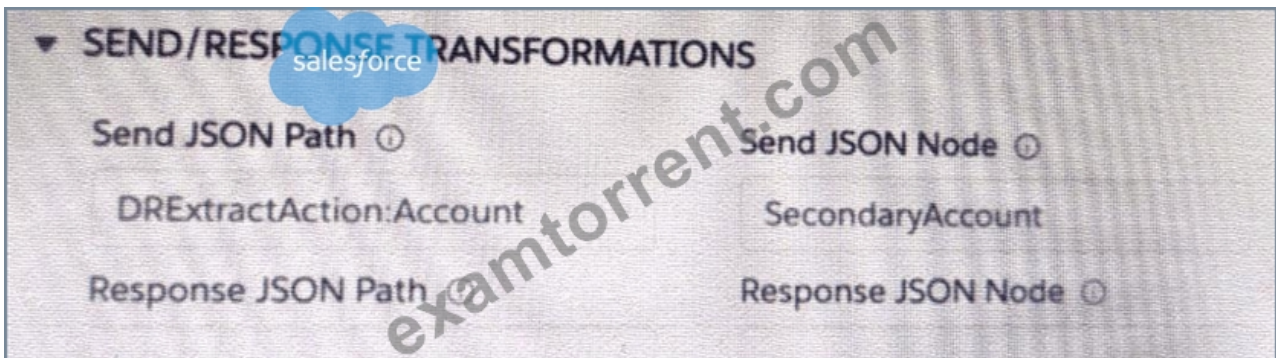 SEND/RESPONSE TRANSFORMATIONS
salesforce
Send JSON Path
Send JSON Node
DRExtractAction:Account
SecondaryAccount
Response JSON Path
Response JSON Node
examtorrent.com